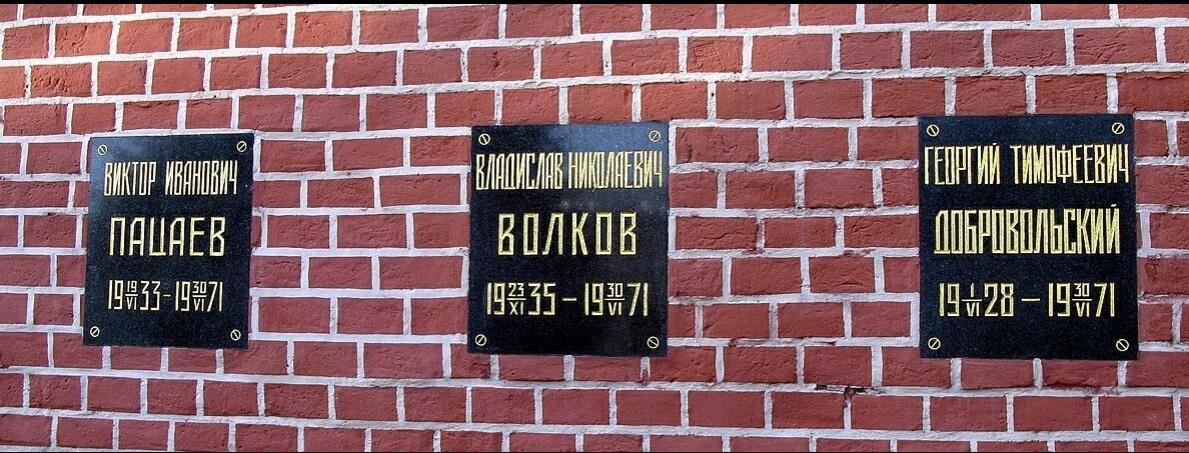 ВИКТОР ИВАНОВИЧ
ПАЦАЕВ
19 19/VI 33 – 19 30/VI 71
ВЛАДИСЛАВ НИКОЛАЕВИЧ
ВОЛКОВ
19 23/XI 35 – 19 30/VI 71
ГЕОРГИЙ ТИМОФЕЕВИЧ
ДОБРОВОЛЬСКИЙ
19 1/VI 28 – 19 30/VI 71